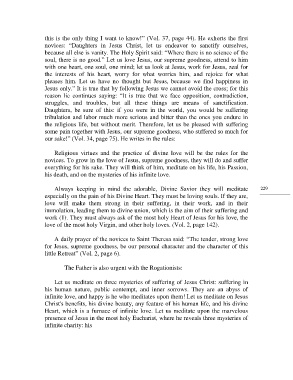 this is the only thing I want to know!" (Vol. 37, page 44). He exhorts the first
novices: "Daughters in Jesus Christ, let us endeavor to sanctify ourselves,
because all else is vanity. The Holy Spirit said: "Where there is no science of the
soul, there is no good." Let us love Jesus, our supreme goodness, attend to him
with one heart, one soul, one mind; let us look at Jesus, work for Jesus, zeal for
the interests of his heart, worry for what worries him, and rejoice for what
pleases him. Let us have no thought but Jesus, because we find happiness in
Jesus only." It is true that by following Jesus we cannot avoid the cross; for this
reason he continues saying: "It is true that we face opposition, contradiction,
struggles, and troubles, but all these things are means of sanctification.
Daughters, be sure of this: if you were in the world, you would be suffering
tribulation and labor much more serious and bitter than the ones you endure in
the religious life, but without merit. Therefore, let us be pleased with suffering
some pain together with Jesus, our supreme goodness, who suffered so much for
our sake!" (Vol. 34, page 75). He writes in the rules:
Religious virtues and the practice of divine love will be the rules for the
novices. To grow in the love of Jesus, supreme goodness, they will do and suffer
everything for his sake. They will think of him, meditate on his life, his Passion,
his death, and on the mysteries of his infinite love.
Always keeping in mind the adorable, Divine Savior they will meditate
especially on the pain of his Divine Heart. They must be loving souls. If they are,
love will make them strong in their suffering, in their work, and in their
immolation, leading them to divine union, which is the aim of their suffering and
work (8). They must always ask of the most holy Heart of Jesus for his love, the
love of the most holy Virgin, and other holy loves. (Vol. 2, page 142).
229
A daily prayer of the novices to Saint Theresa said: "The tender, strong love
for Jesus, supreme goodness, be our personal character and the character of this
little Retreat" (Vol. 2, page 6).
The Father is also urgent with the Rogationists:
Let us meditate on three mysteries of suffering of Jesus Christ: suffering in
his human nature, public contempt, and inner sorrows. They are an abyss of
infinite love, and happy is he who meditates upon them! Let us meditate on Jesus
Christ's benefits, his divine beauty, any feature of his human life, and his divine
Heart, which is a furnace of infinite love. Let us meditate upon the marvelous
presence of Jesus in the most holy Eucharist, where he reveals three mysteries of
infinite charity: his